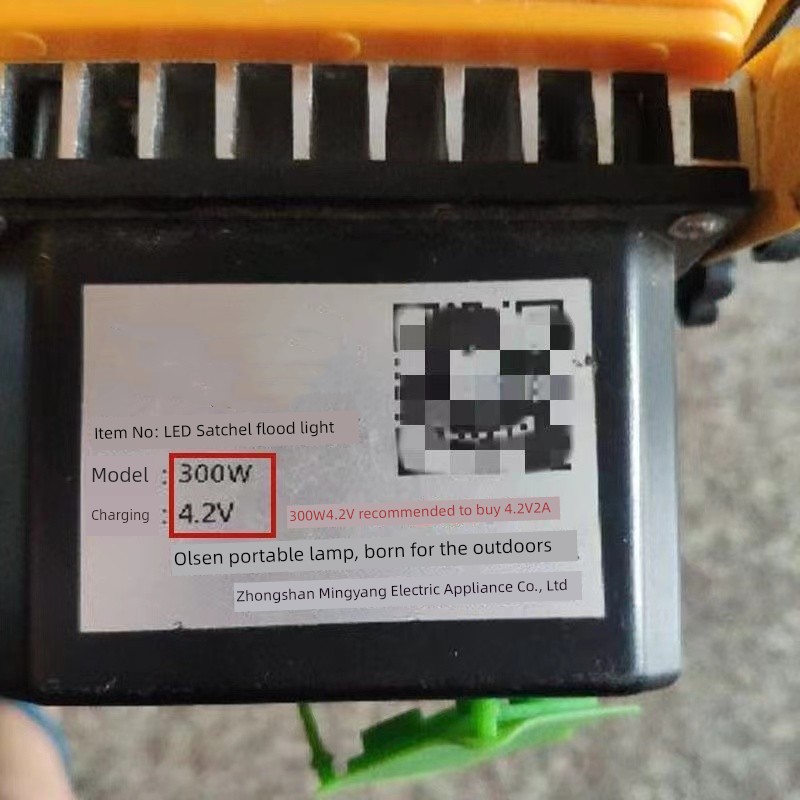 Item No: LED Satchel flood light
Model : 300W
Charging : 4.2V
300W4.2V recommended to buy 4.2V2A
Olsen portable lamp, born for the outdoors
Zhongshan Mingyang Electric Appliance Co., Ltd